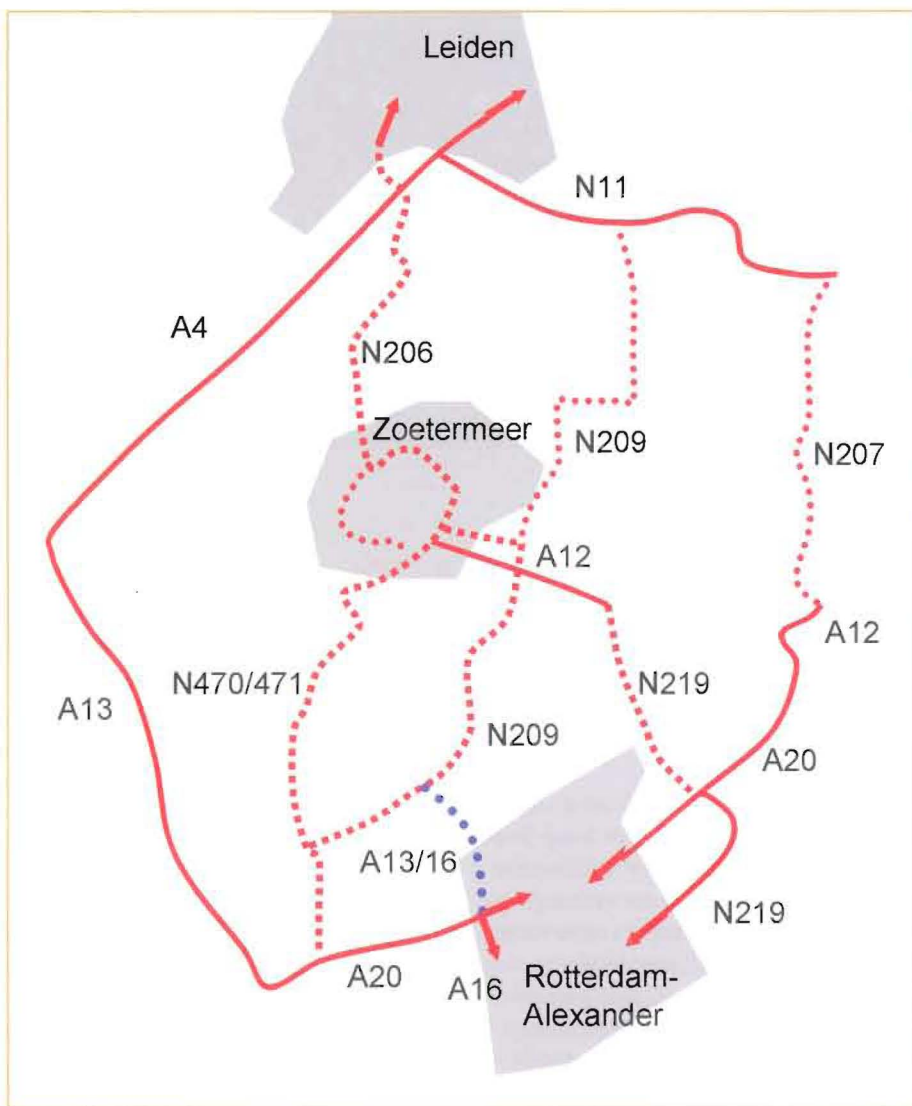 Leiden
N11
A4
N206
Zoetermeer
N209
N207
A12
A12
N470/471
N219
A13
N209
A20
A13/16
N219
A20
A16
Rotterdam-
Alexander